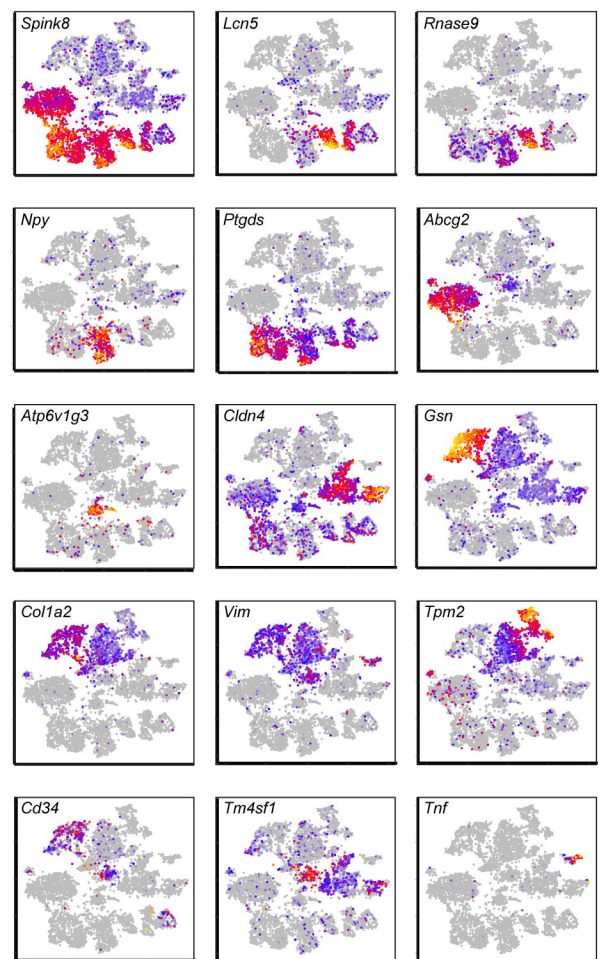 Spink8
Lcn5
Rnase9
Npy
Ptgds
Abcg2
Atp6v1g3
Cldn4
Gsn
Col1a2
Vim
Tpm2
Cd34
Tm4sf1
Tnf